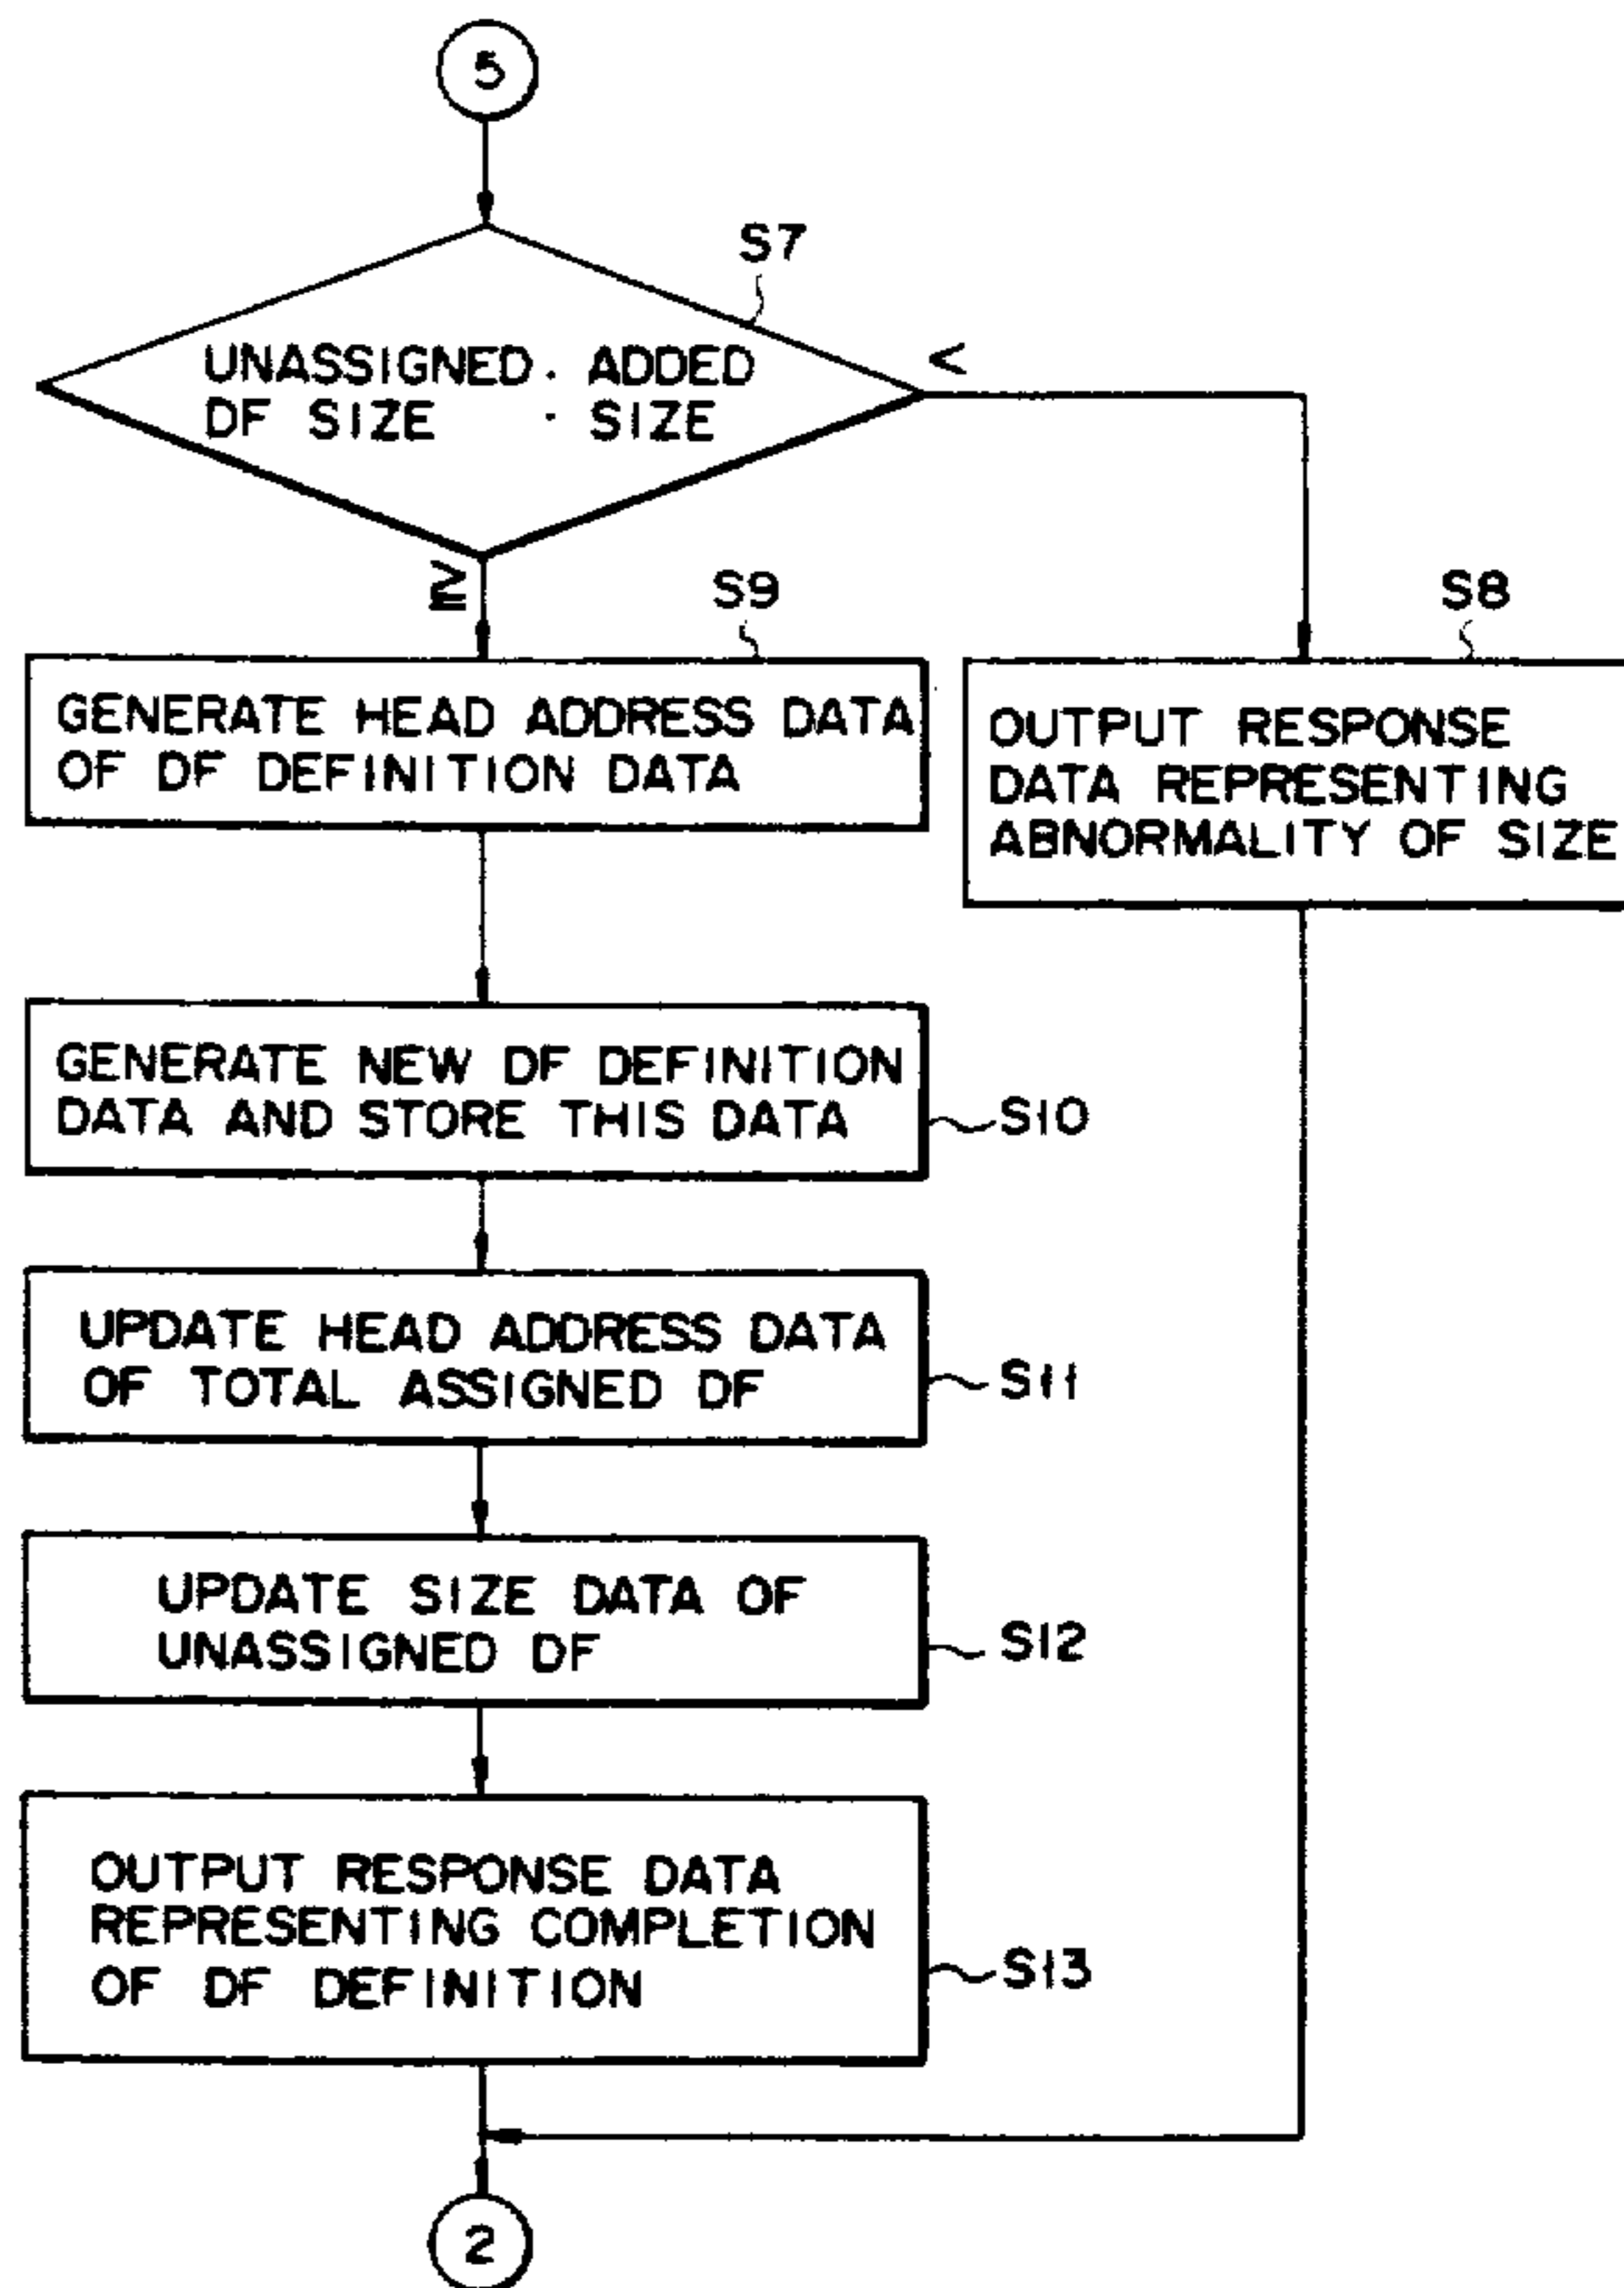 5
S7
UNASSIGNED : ADDED
DF SIZE SIZE
<
≧
S9
GENERATE HEAD ADDRESS DATA
OF DF DEFINITION DATA
S8
OUTPUT RESPONSE
DATA REPRESENTING
ABNORMALITY OF SIZE
GENERATE NEW DF DEFINITION
DATA AND STORE THIS DATA
S10
UPDATE HEAD ADDRESS DATA
OF TOTAL ASSIGNED DF
S11
UPDATE SIZE DATA OF
UNASSIGNED DF
S12
OUTPUT RESPONSE DATA
REPRESENTING COMPLETION
OF DF DEFINITION
S13
2